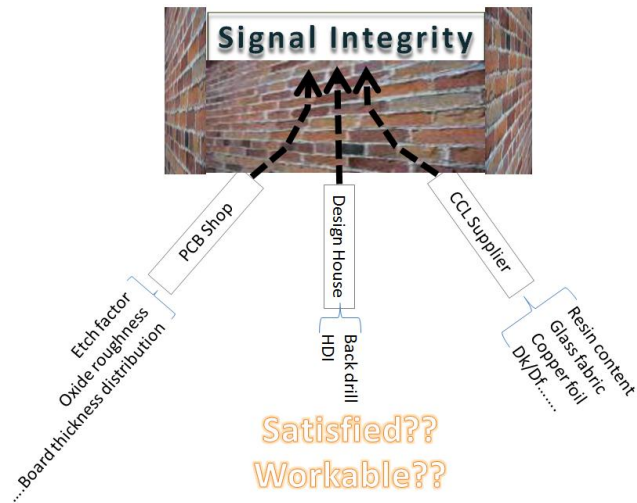 Signal Integrity
PCB Shop
Design House
CCL Supplier
Etch factor
Oxide roughness
....Board thickness distribution
Back drill
HDI
Resin content
Glass fabric
Copper foil
Dk/Df.......
Satisfied??
Workable??